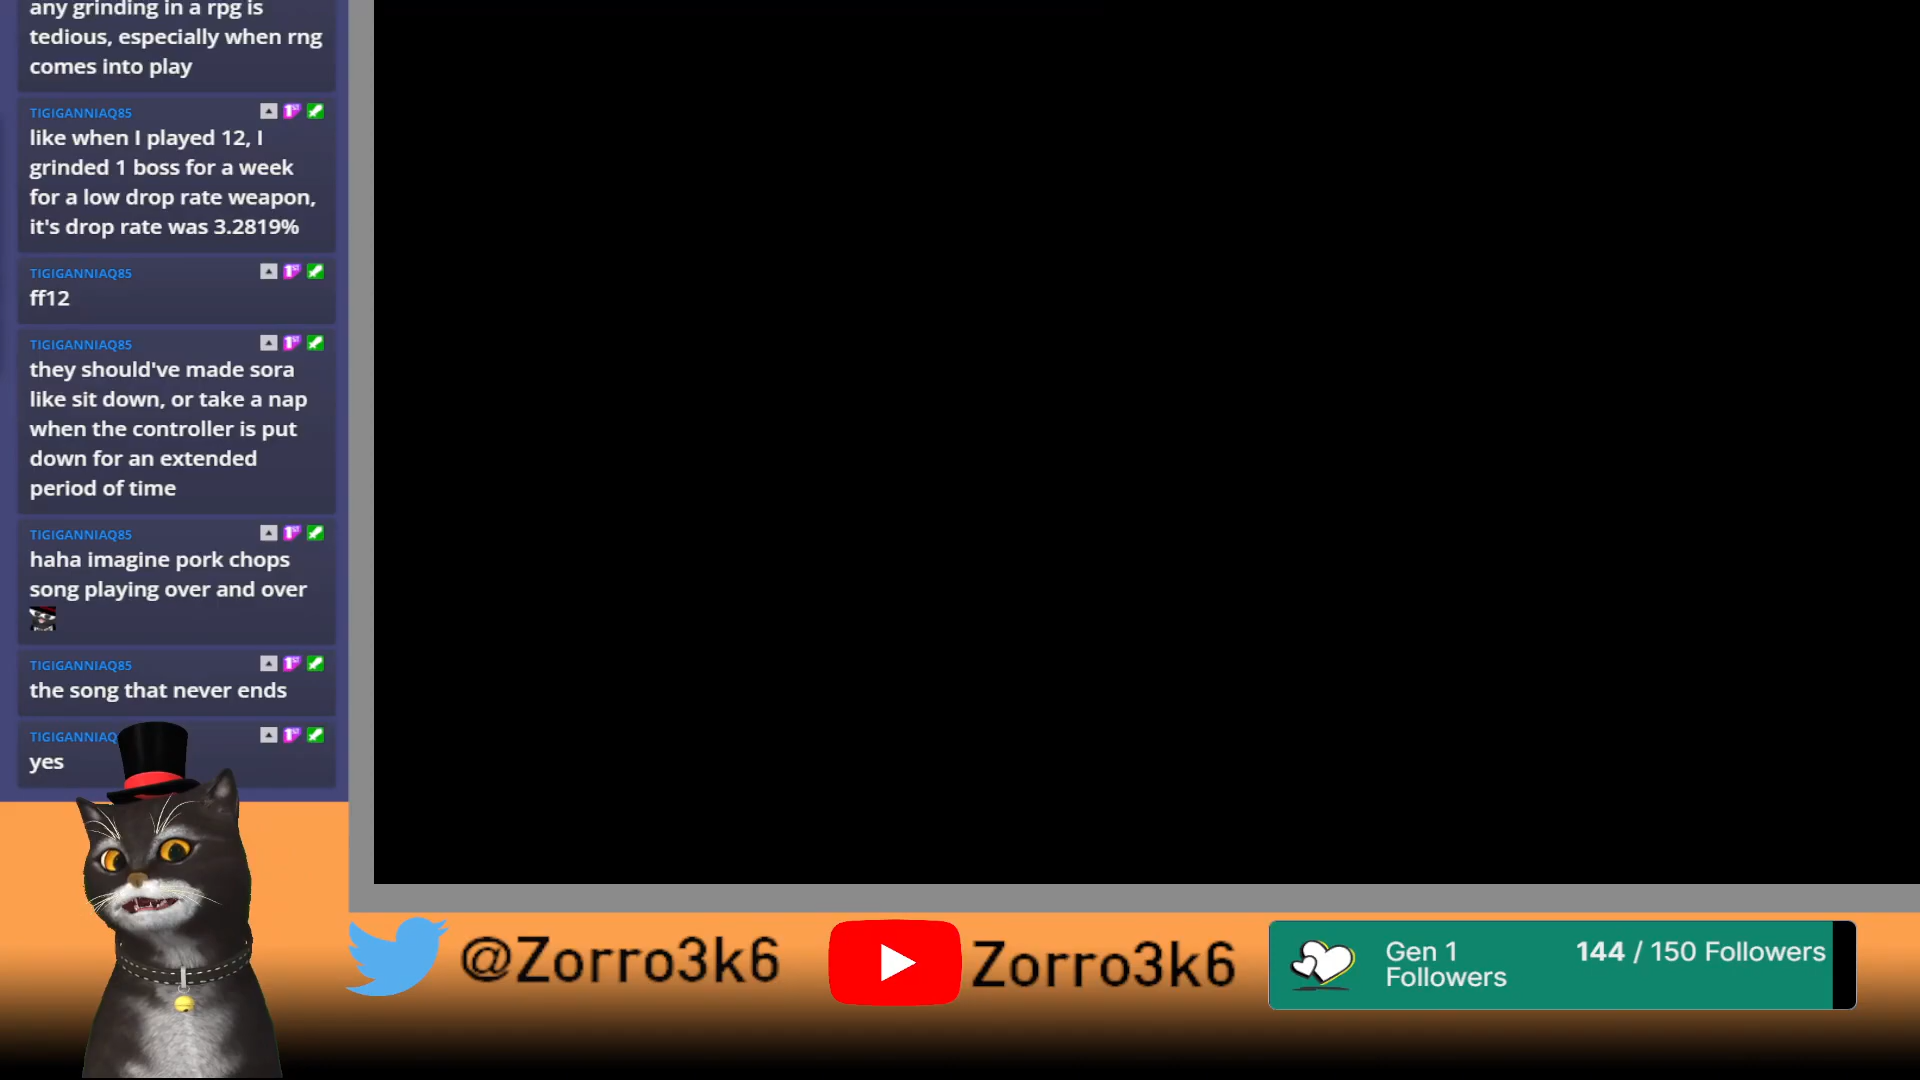 any grinding in a rpg is
tedious, especially when rng
comes into play
TIGIGANNIAQ85
like when I played 12, I
grinded 1 boss for a week
for a low drop rate weapon,
it's drop rate was 3.2819%
TIGIGANNIAQ85
ff12
TIGIGANNIAQ85
they should've made sora
like sit down, or take a nap
when the controller is put
down for an extended
period of time
TIGIGANNIAQ85
haha imagine pork chops
song playing over and over
TIGIGANNIAQ85
the song that never ends
TIGIGANNIAQ
yes
@Zorro3k6
Zorro3k6
Gen 1
Followers
144 / 150 Followers